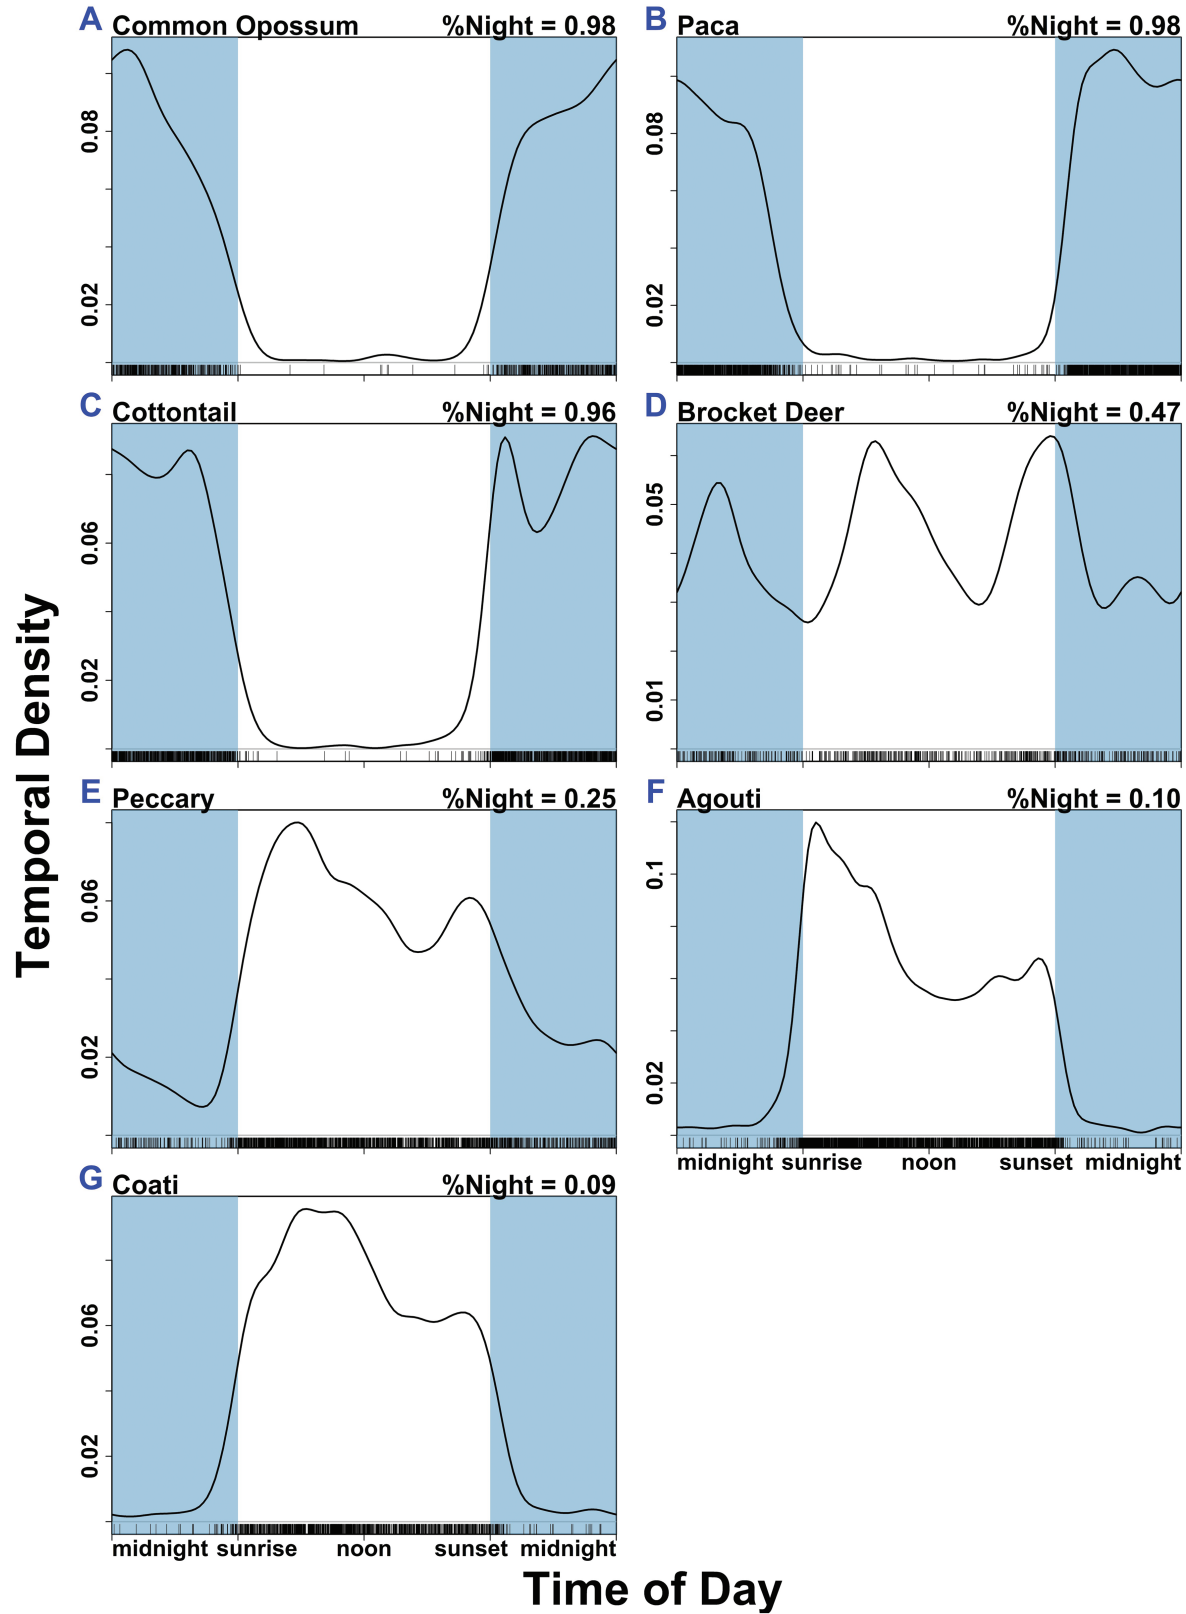 A Common Opossum %Night = 0.98
0.08
0.02
B Paca %Night = 0.98
0.08
0.02
C Cottontail %Night = 0.96
0.06
0.02
D Brocket Deer %Night = 0.47
0.05
0.01
E Peccary %Night = 0.25
0.06
0.02
F Agouti %Night = 0.10
0.1
0.02
midnight sunrise noon sunset midnight
G Coati %Night = 0.09
0.06
0.02
midnight sunrise noon sunset midnight
Temporal Density
Time of Day